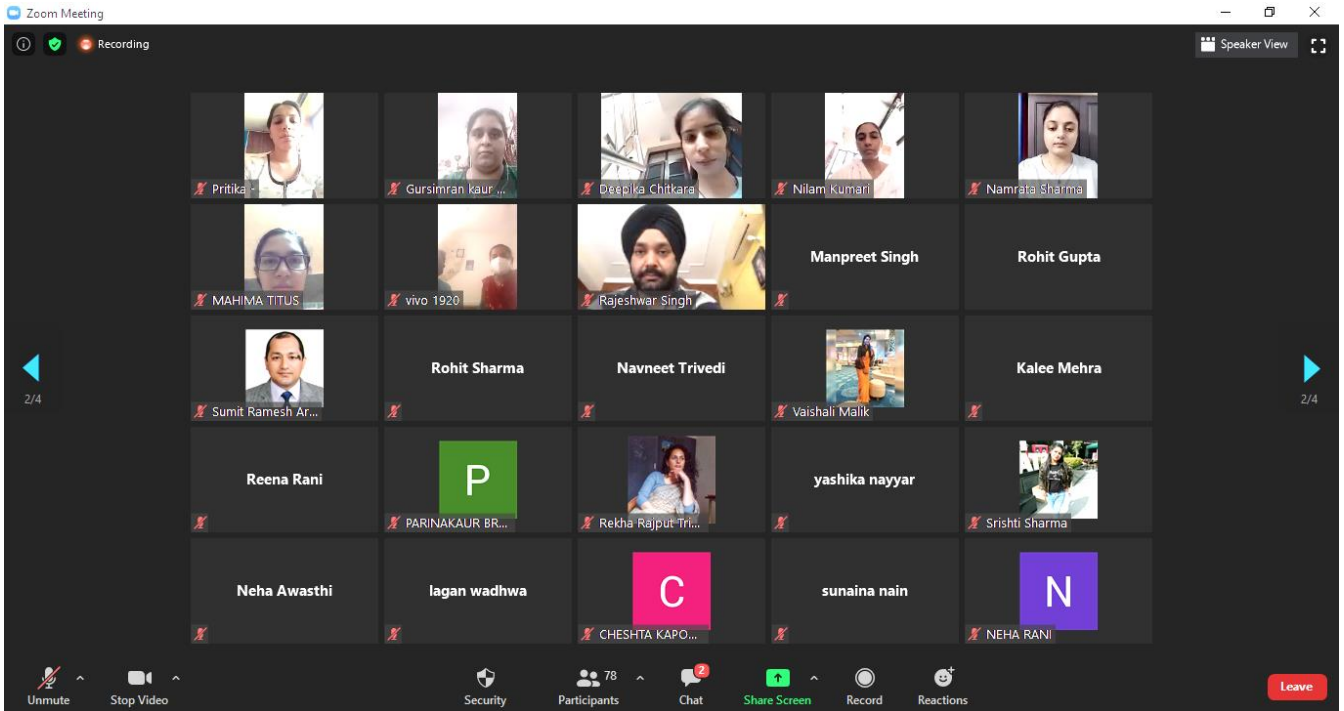 Zoom Meeting
Recording
Speaker View
Pritika -
Gursimran kaur ...
Deepika Chitkara
Nilam Kumari
Namrata Sharma
MAHIMA TITUS
vivo 1920
Rajeshwar Singh
Manpreet Singh
Rohit Gupta
Sumit Ramesh Ar...
Rohit Sharma
Navneet Trivedi
Vaishali Malik
Kalee Mehra
2/4
2/4
Reena Rani
P
PARINAKAUR BR...
Rekha Rajput Tri...
yashika nayyar
Srishti Sharma
Neha Awasthi
lagan wadhwa
C
CHESHTA KAPO...
sunaina nain
N
NEHA RANI
Unmute
Stop Video
Security
78
Participants
2
Chat
Share Screen
Record
Reactions
Leave